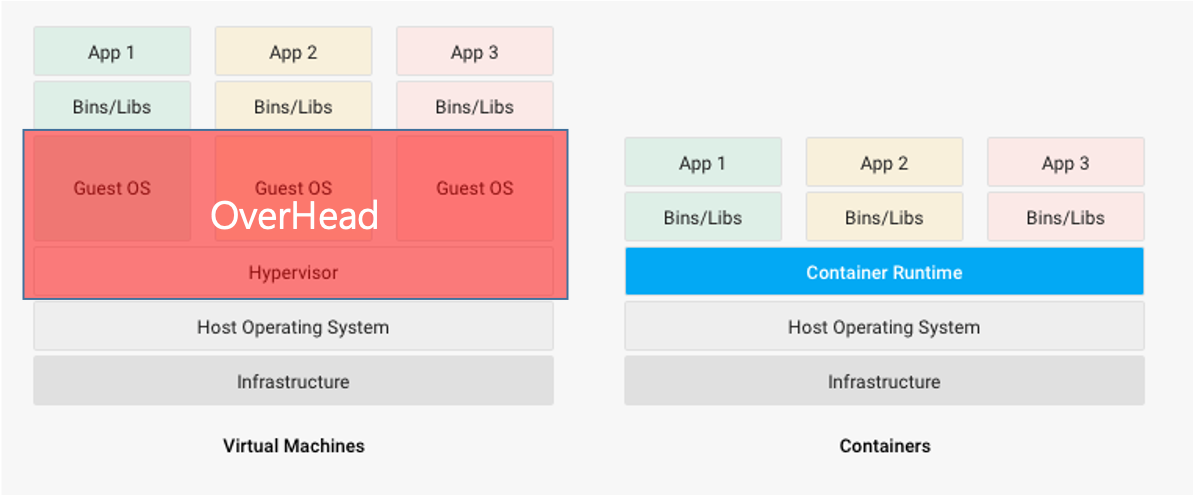 App 1
App 2
App 3
Bins/Libs
Bins/Libs
Bins/Libs
Guest OS
Guest OS
Guest OS
OverHead
Hypervisor
Host Operating System
Infrastructure
Virtual Machines
App 1
App 2
App 3
Bins/Libs
Bins/Libs
Bins/Libs
Container Runtime
Host Operating System
Infrastructure
Containers